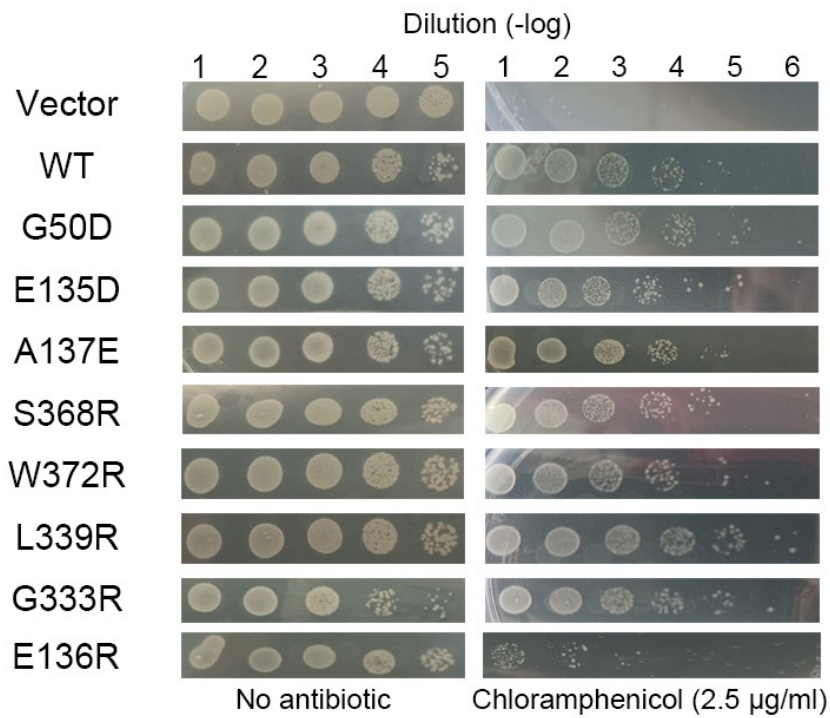 Dilution (-log)
1 2 3 4 5 1 2 3 4 5 6
Vector
WT
G50D
E135D
A137E
S368R
W372R
L339R
G333R
E136R
No antibiotic Chloramphenicol (2.5 µg/ml)